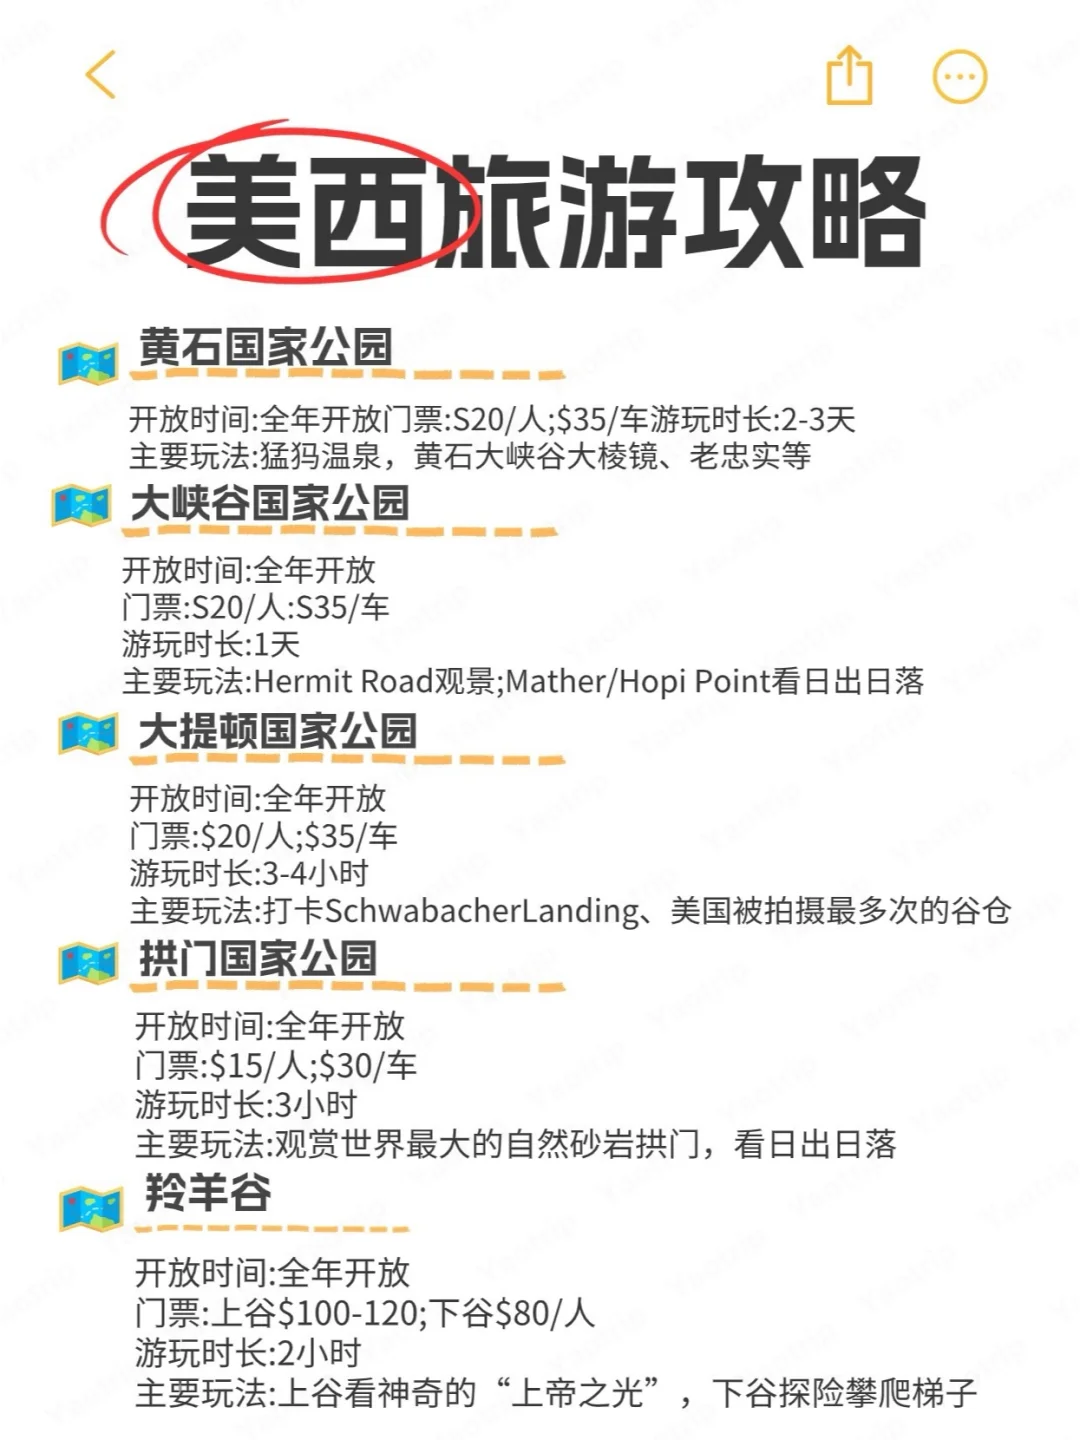 美西旅游攻略
黄石国家公园
开放时间:全年开放门票:S20/人;$35/车游玩时长:2-3天
主要玩法:猛犸温泉，黄石大峡谷大棱镜、老忠实等
大峡谷国家公园
开放时间:全年开放
门票:S20/人:S35/车
游玩时长:1天
主要玩法:Hermit Road观景;Mather/Hopi Point看日出日落
大提顿国家公园
开放时间:全年开放
门票:$20/人;$35/车
游玩时长:3-4小时
主要玩法:打卡SchwabacherLanding、美国被拍摄最多次的谷仓
拱门国家公园
开放时间:全年开放
门票:$15/人;$30/车
游玩时长:3小时
主要玩法:观赏世界最大的自然砂岩拱门，看日出日落
羚羊谷
开放时间:全年开放
门票:上谷$100-120;下谷$80/人
游玩时长:2小时
主要玩法:上谷看神奇的“上帝之光”，下谷探险攀爬梯子
Yaotrip